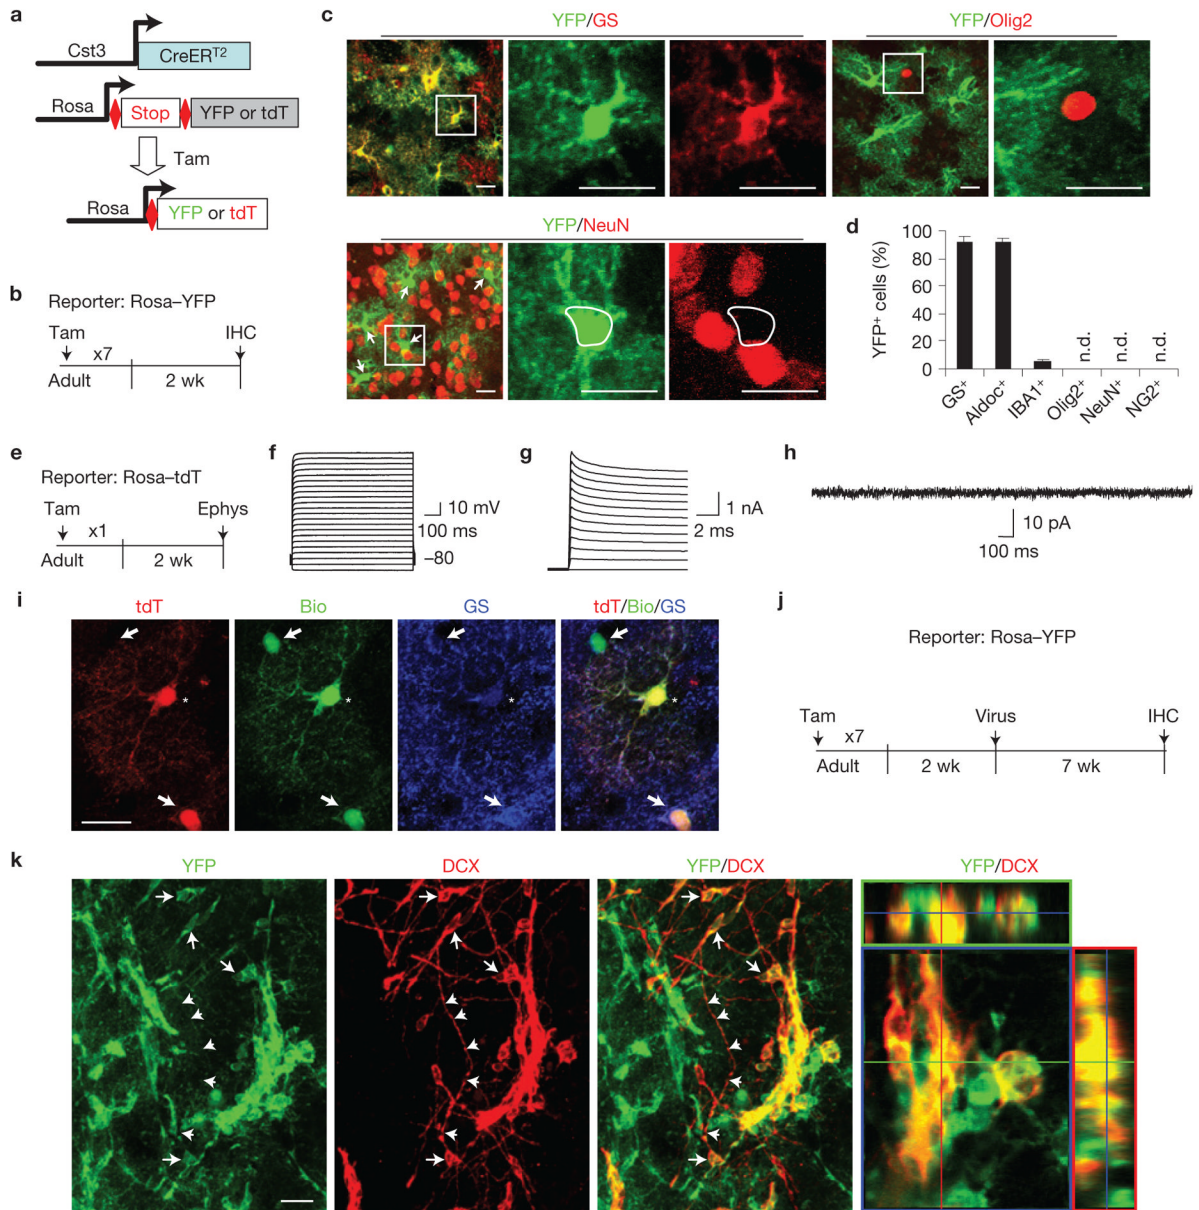 a
Cst3
CreERT2
Rosa
Stop
YFP or tdT
Tam
Rosa
YFP or tdT
b
Reporter: Rosa–YFP
Tam
IHC
x7
Adult
2 wk
c
YFP/GS
YFP/Olig2
YFP/NeuN
d
YFP+ cells (%)
100
80
60
40
20
0
n.d.
n.d.
n.d.
GS+
Aldoc+
IBA1+
Olig2+
NeuN+
NG2+
e
Reporter: Rosa–tdT
Tam
Ephys
x1
Adult
2 wk
f
10 mV
100 ms
–80
g
1 nA
2 ms
h
10 pA
100 ms
i
tdT
Bio
GS
tdT/Bio/GS
*
*
*
*
j
Reporter: Rosa–YFP
Tam
Virus
IHC
x7
Adult
2 wk
7 wk
k
YFP
DCX
YFP/DCX
YFP/DCX